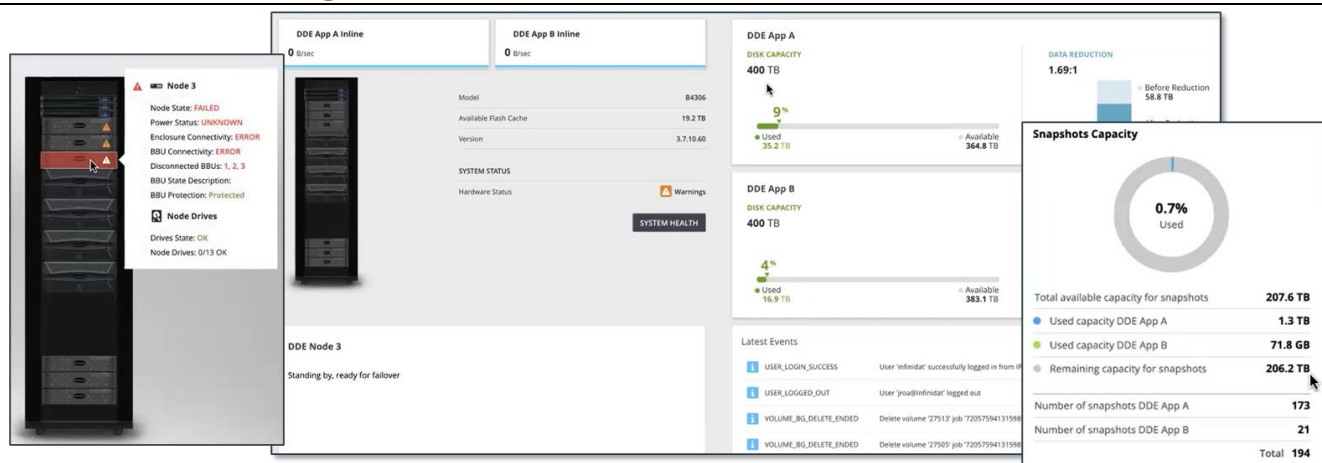 Node 3
Node State: FAILED
Power Status: UNKNOWN
Enclosure Connectivity: ERROR
BBU Connectivity: ERROR
Disconnected BBUs: 1, 2, 3
BBU State Description:
BBU Protection: Protected
Node Drives
Drives State: OK
Node Drives: 0/13 OK
DDE App A Inline
0 B/sec
DDE App B Inline
0 B/sec
Model B4306
Available Flash Cache 19.2 TB
Version 3.7.10.60
SYSTEM STATUS
Hardware Status Warnings
SYSTEM HEALTH
DDE Node 3
Standing by, ready for failover
DDE App A
DISK CAPACITY
400 TB
9%
Used Available
35.2 TB 364.8 TB
DATA REDUCTION
1.69:1
Before Reduction
58.8 TB
DDE App B
DISK CAPACITY
400 TB
4%
Used Available
16.9 TB 383.1 TB
Latest Events
USER_LOGIN_SUCCESS User 'infinidat' successfully logged in from
USER_LOGGED_OUT User 'jroa@infinidat' logged out
VOLUME_BG_DELETE_ENDED Delete volume '27513' job '72057594131598
VOLUME_BG_DELETE_ENDED Delete volume '27505' job '72057594131598
Snapshots Capacity
0.7%
Used
Total available capacity for snapshots 207.6 TB
Used capacity DDE App A 1.3 TB
Used capacity DDE App B 71.8 GB
Remaining capacity for snapshots 206.2 TB
Number of snapshots DDE App A 173
Number of snapshots DDE App B 21
Total 194